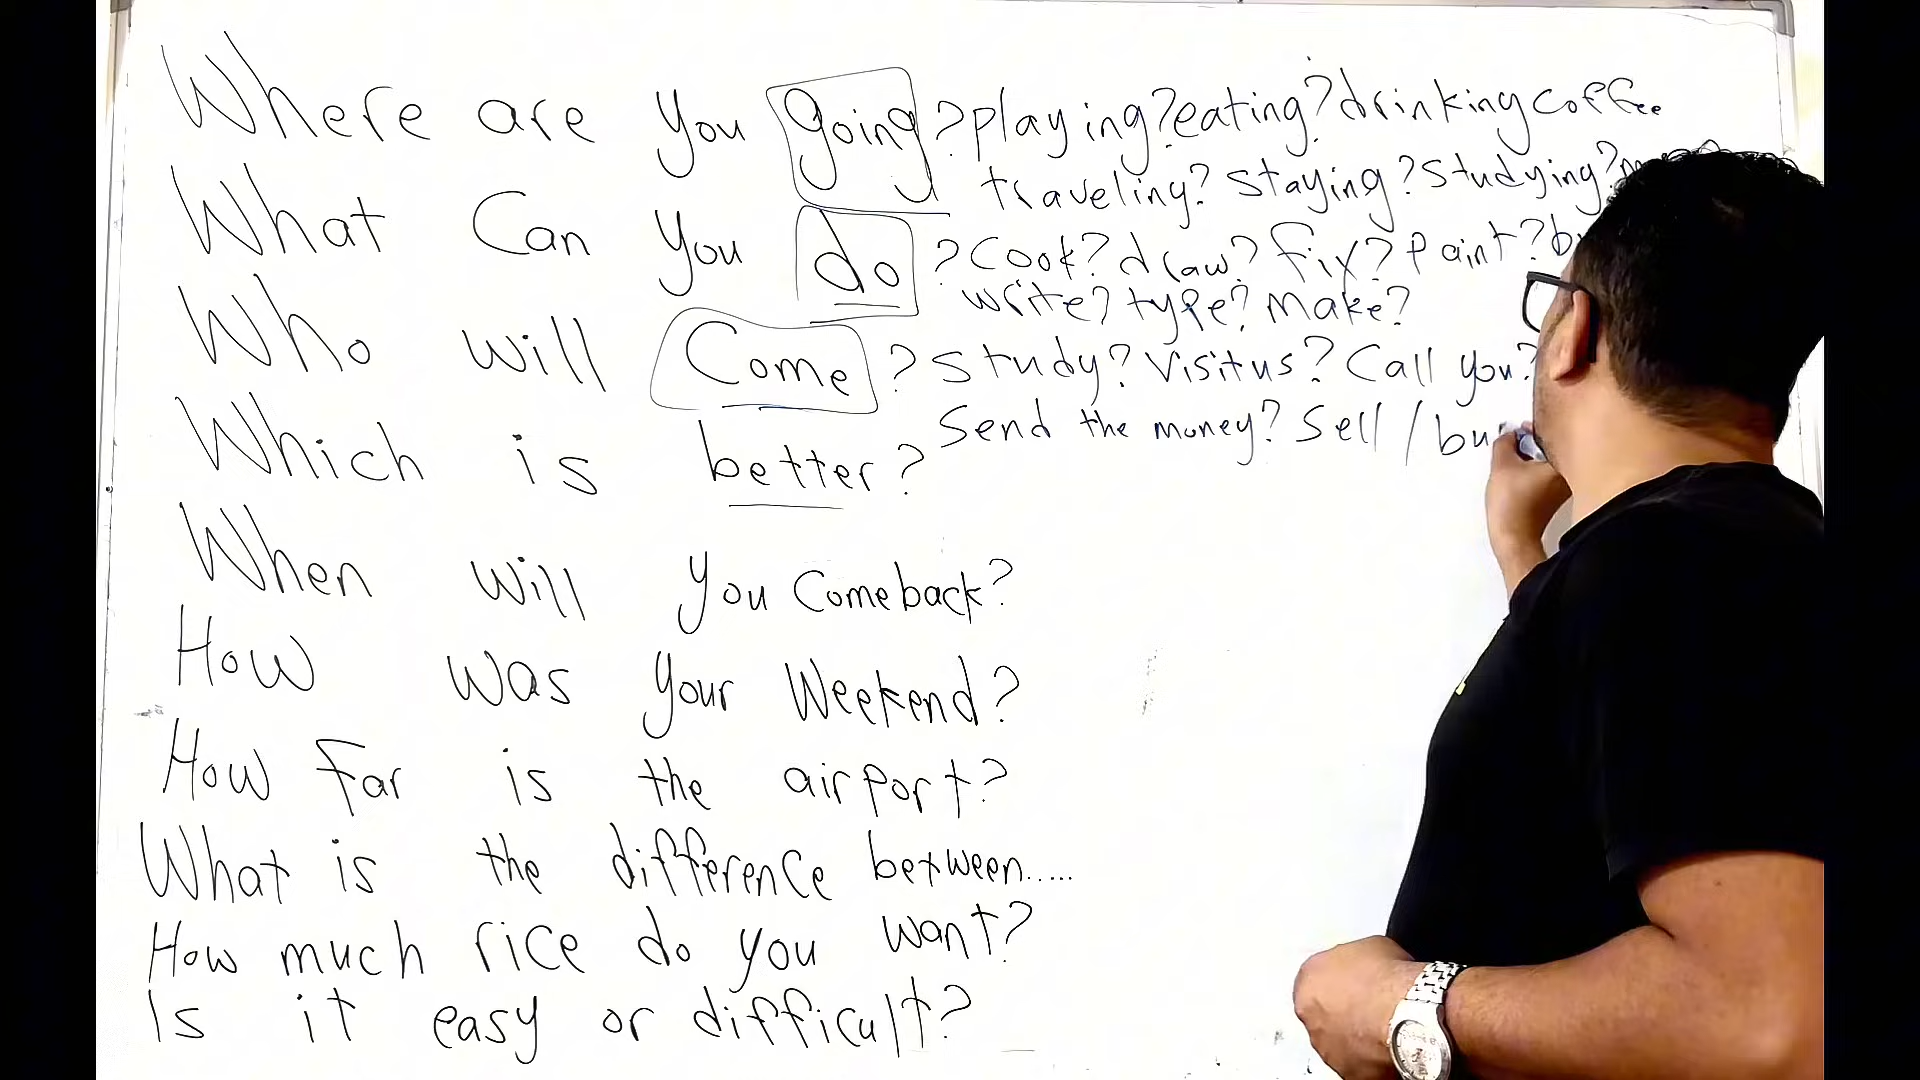 Where are you going? playing? eating? drinking coffee
traveling? staying? studying?
What Can you do? Cook? draw? fix? Paint?
write? type? make?
Who will Come? Study? Visit us? Call you?
Send the money? Sell /
Which is better?
When will you Come back?
How was your Weekend?
How far is the airport?
What is the difference between.....
How much rice do you want?
Is it easy or difficult?